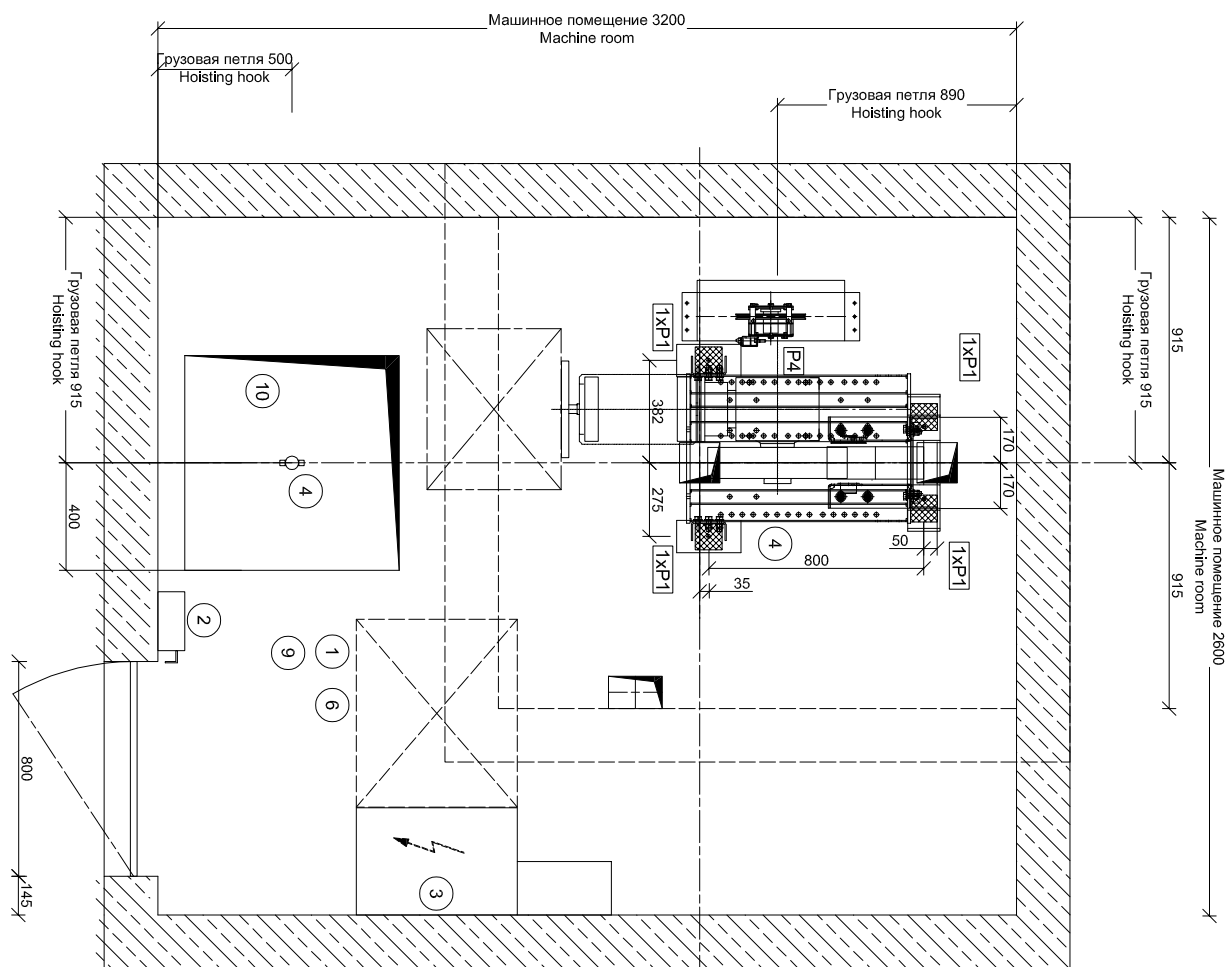 Машинное помещение 3200
Machine room
Грузовая петля 500
Hoisting hook
Грузовая петля 890
Hoisting hook
Грузовая петля 915
Hoisting hook
Грузовая петля 915
Hoisting hook
915
Машинное помещение 2600
Machine room
1xP1
P4
1xP1
382
170
170
10
4
400
275
4
50
800
1xP1
1xP1
35
915
2
9
1
6
800
145
3